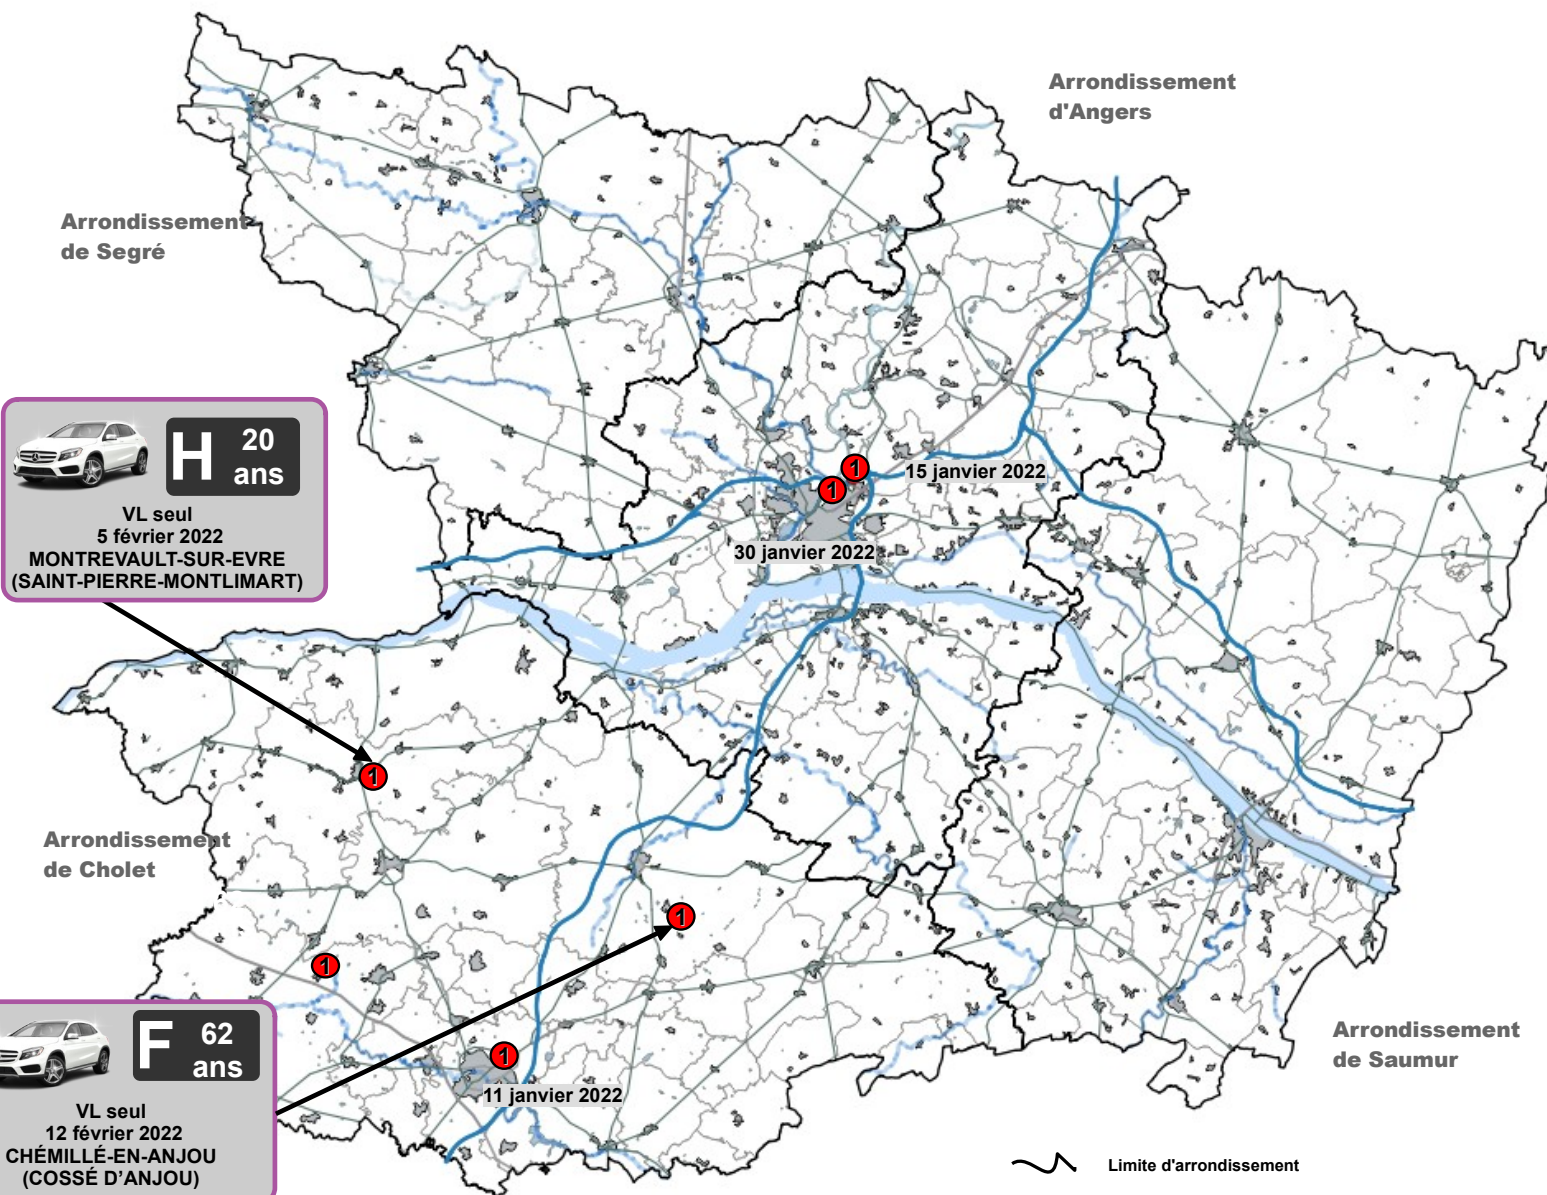 Arrondissement
d'Angers
Arrondissement
de Segré
H 20
ans
VL seul
5 février 2022
MONTREVAULT-SUR-EVRE
(SAINT-PIERRE-MONTLIMART)
1
15 janvier 2022
1
30 janvier 2022
1
Arrondissement
de Cholet
1
1
F 62
ans
VL seul
12 février 2022
CHÉMILLÉ-EN-ANJOU
(COSSÉ D'ANJOU)
1
11 janvier 2022
Arrondissement
de Saumur
Limite d'arrondissement